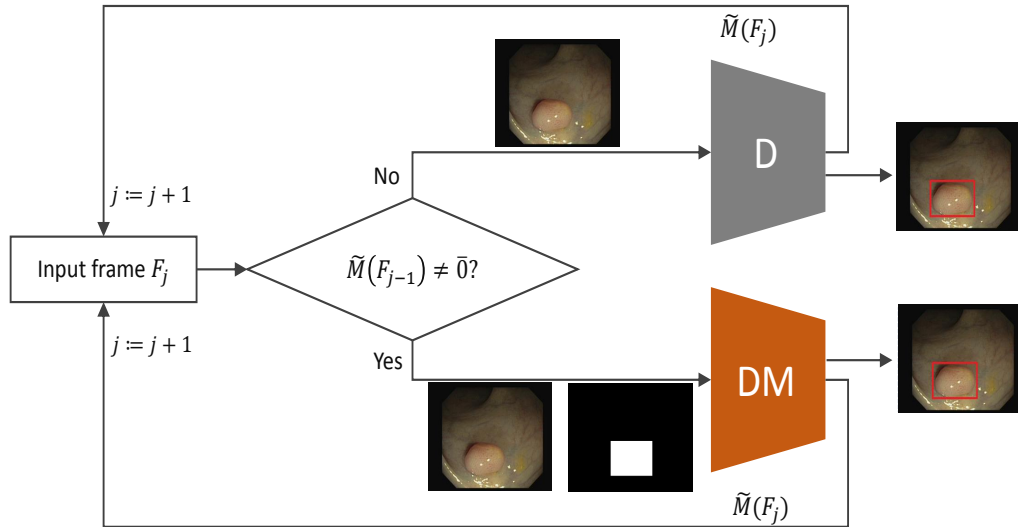 M̃(F_j)
D
No
j ≔ j + 1
Input frame F_j
M̃(F_{j−1}) ≠ 0̄?
j ≔ j + 1
Yes
DM
M̃(F_j)